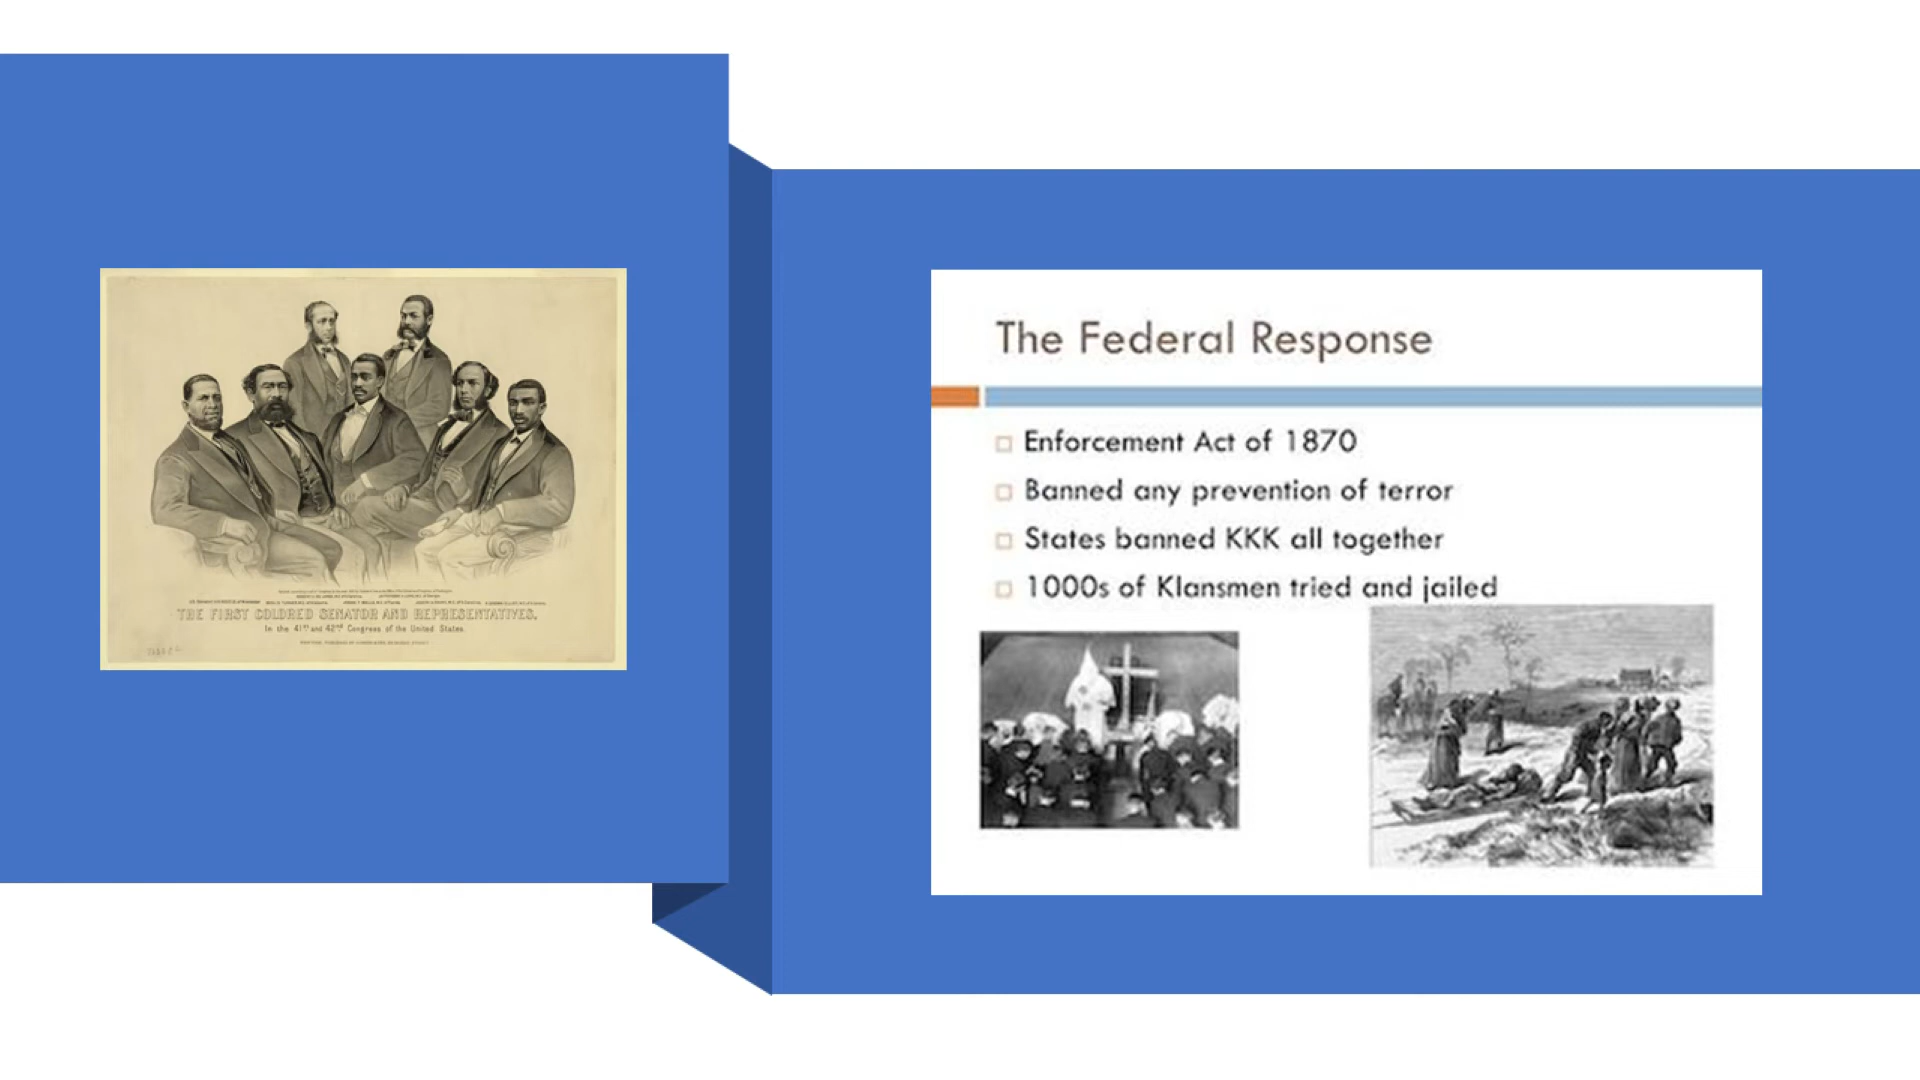 THE FIRST COLORED SENATOR AND REPRESENTATIVES.
In the 41st and 42nd Congress of the United States.
The Federal Response
Enforcement Act of 1870
Banned any prevention of terror
States banned KKK all together
1000s of Klansmen tried and jailed